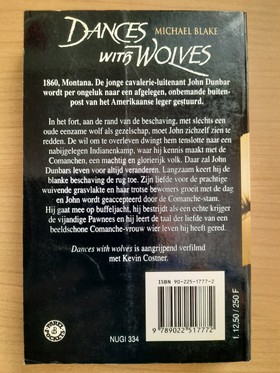 DANCES
MICHAEL BLAKE
WITH WOLVES
1860, Montana. De jonge cavalerie-luitenant John Dunbar
wordt per ongeluk naar een afgelegen, onbemande buiten-
post van het Amerikaanse leger gestuurd.
In het fort, aan de rand van de beschaving, met slechts een
oude eenzame wolf als gezelschap, moet John zichzelf zien te
redden. De wil om te overleven dwingt hem tenslotte naar een
nabijgelegen Indianenkamp, waar hij kennis maakt met de
Comanchen, een machtig en glorierijk volk. Daar zal John
Dunbars leven voor altijd veranderd. Langzaam keert hij de
blanke beschaving de rug toe. Zijn liefde voor de prachtige
wuivende grasvlakte en haar trotse bewoners groeit met de dag
en John wordt geaccepteerd door de Comanche-stam.
Hij gaat mee op buffeljacht, hij bestrijdt als een echte krijger
de vijandige Pawnees en hij leert de taal der liefde van een
beeldschone Comanche-vrouw wier leven hij heeft gered.
Dances with wolves is aangrijpend verfilmd
met Kevin Costner.
ISBN 90-225-1777-2
9 789022 517772
NUGI 334
f. 12.50 / 250 F